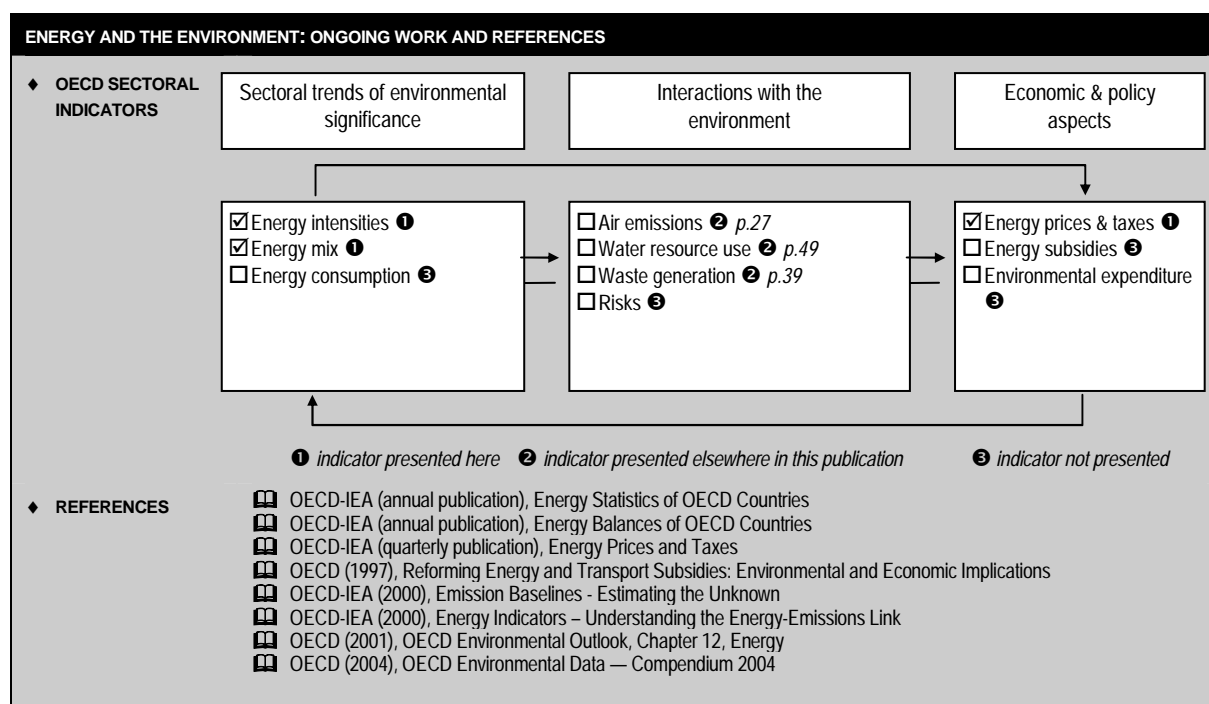 ENERGY AND THE ENVIRONMENT: ONGOING WORK AND REFERENCES
♦ OECD SECTORAL
INDICATORS
Sectoral trends of environmental
significance
Interactions with the
environment
Economic & policy
aspects
☑Energy intensities ❶
☑Energy mix ❶
☐Energy consumption ❸
☐Air emissions ❷ p.27
☐Water resource use ❷ p.49
☐Waste generation ❷ p.39
☐Risks ❸
☑Energy prices & taxes ❶
☐Energy subsidies ❸
☐Environmental expenditure
❸
❶ indicator presented here ❷ indicator presented elsewhere in this publication ❸ indicator not presented
♦ REFERENCES
🕮 OECD-IEA (annual publication), Energy Statistics of OECD Countries
🕮 OECD-IEA (annual publication), Energy Balances of OECD Countries
🕮 OECD-IEA (quarterly publication), Energy Prices and Taxes
🕮 OECD (1997), Reforming Energy and Transport Subsidies: Environmental and Economic Implications
🕮 OECD-IEA (2000), Emission Baselines - Estimating the Unknown
🕮 OECD-IEA (2000), Energy Indicators – Understanding the Energy-Emissions Link
🕮 OECD (2001), OECD Environmental Outlook, Chapter 12, Energy
🕮 OECD (2004), OECD Environmental Data — Compendium 2004